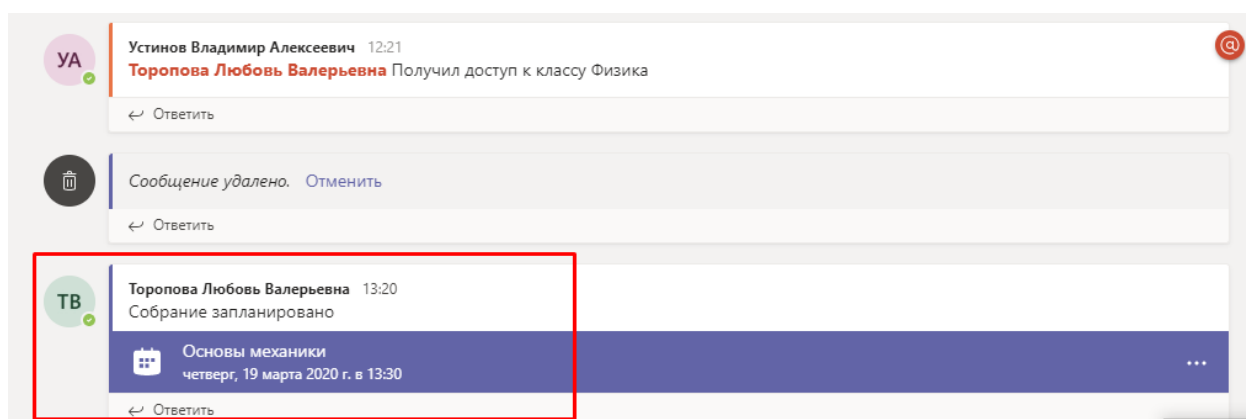 УА
Устинов Владимир Алексеевич 12:21
Торопова Любовь Валерьевна Получил доступ к классу Физика
Ответить
Сообщение удалено. Отменить
Ответить
ТВ
Торопова Любовь Валерьевна 13:20
Собрание запланировано
Основы механики
четверг, 19 марта 2020 г. в 13:30
Ответить